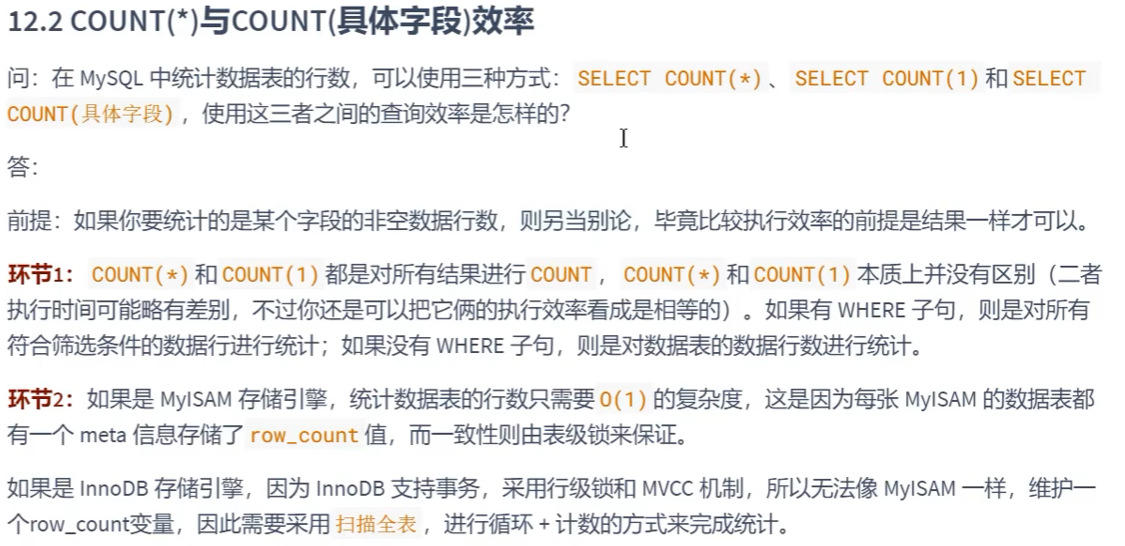 12.2 COUNT(*)与COUNT(具体字段)效率
问：在 MySQL 中统计数据表的行数，可以使用三种方式： SELECT COUNT(*) 、 SELECT COUNT(1) 和 SELECT
COUNT(具体字段) ，使用这三者之间的查询效率是怎样的？
答：
前提：如果你要统计的是某个字段的非空数据行数，则另当别论，毕竟比较执行效率的前提是结果一样才可以。
环节1： COUNT(*) 和 COUNT(1) 都是对所有结果进行 COUNT ， COUNT(*) 和 COUNT(1) 本质上并没有区别（二者
执行时间可能略有差别，不过你还是可以把它俩的执行效率看成是相等的）。如果有 WHERE 子句，则是对所有
符合筛选条件的数据行进行统计；如果没有 WHERE 子句，则是对数据表的数据行数进行统计。
环节2：如果是 MyISAM 存储引擎，统计数据表的行数只需要 O(1) 的复杂度，这是因为每张 MyISAM 的数据表都
有一个 meta 信息存储了 row_count 值，而一致性则由表级锁来保证。
如果是 InnoDB 存储引擎，因为 InnoDB 支持事务，采用行级锁和 MVCC 机制，所以无法像 MyISAM 一样，维护一
个row_count变量，因此需要采用 扫描全表 ，进行循环 + 计数的方式来完成统计。